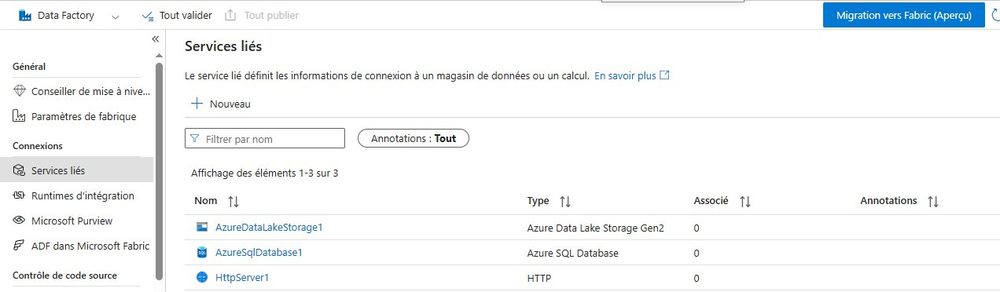 Data Factory Tout valider Tout publier Migration vers Fabric (Aperçu)
Général
Conseiller de mise à nive...
Paramètres de fabrique
Connexions
Services liés
Runtimes d'intégration
Microsoft Purview
ADF dans Microsoft Fabric
Contrôle de code source
Services liés
Le service lié définit les informations de connexion à un magasin de données ou un calcul. En savoir plus
Nouveau
Filtrer par nom Annotations : Tout
Affichage des éléments 1-3 sur 3
Nom Type Associé Annotations
AzureDataLakeStorage1 Azure Data Lake Storage Gen2 0
SQL AzureSqlDatabase1 Azure SQL Database 0
HttpServer1 HTTP 0